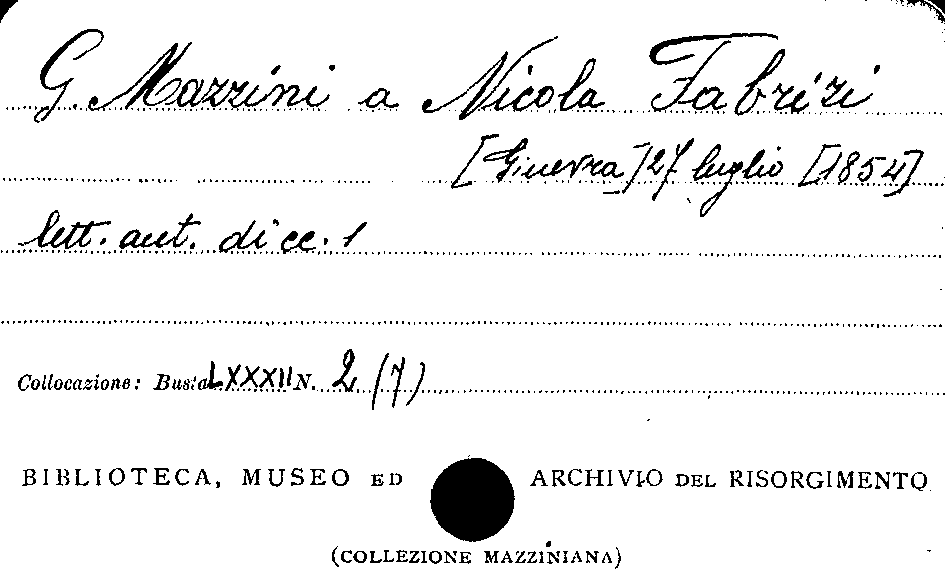 G. Mazzini a Nicola Fabrizi
[Ginevra] 27 luglio [1854]
lett. aut. di cc. 1
Collocazione: Busta LXXXII N. 2 (7)
BIBLIOTECA, MUSEO ED ARCHIVIO DEL RISORGIMENTO
(COLLEZIONE MAZZINIANA)